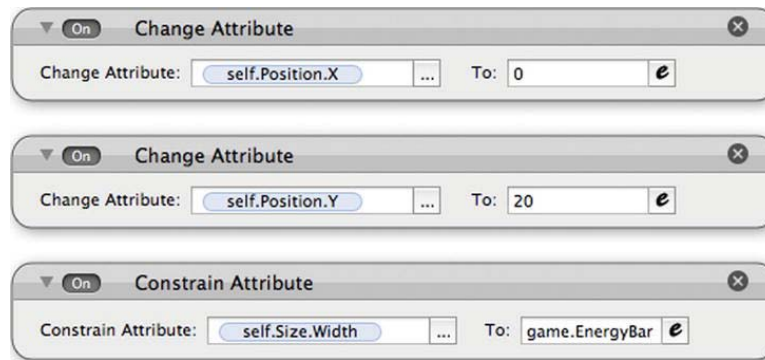 On Change Attribute
Change Attribute: self.Position.X ... To: 0 e
On Change Attribute
Change Attribute: self.Position.Y ... To: 20 e
On Constrain Attribute
Constrain Attribute: self.Size.Width ... To: game.EnergyBar e